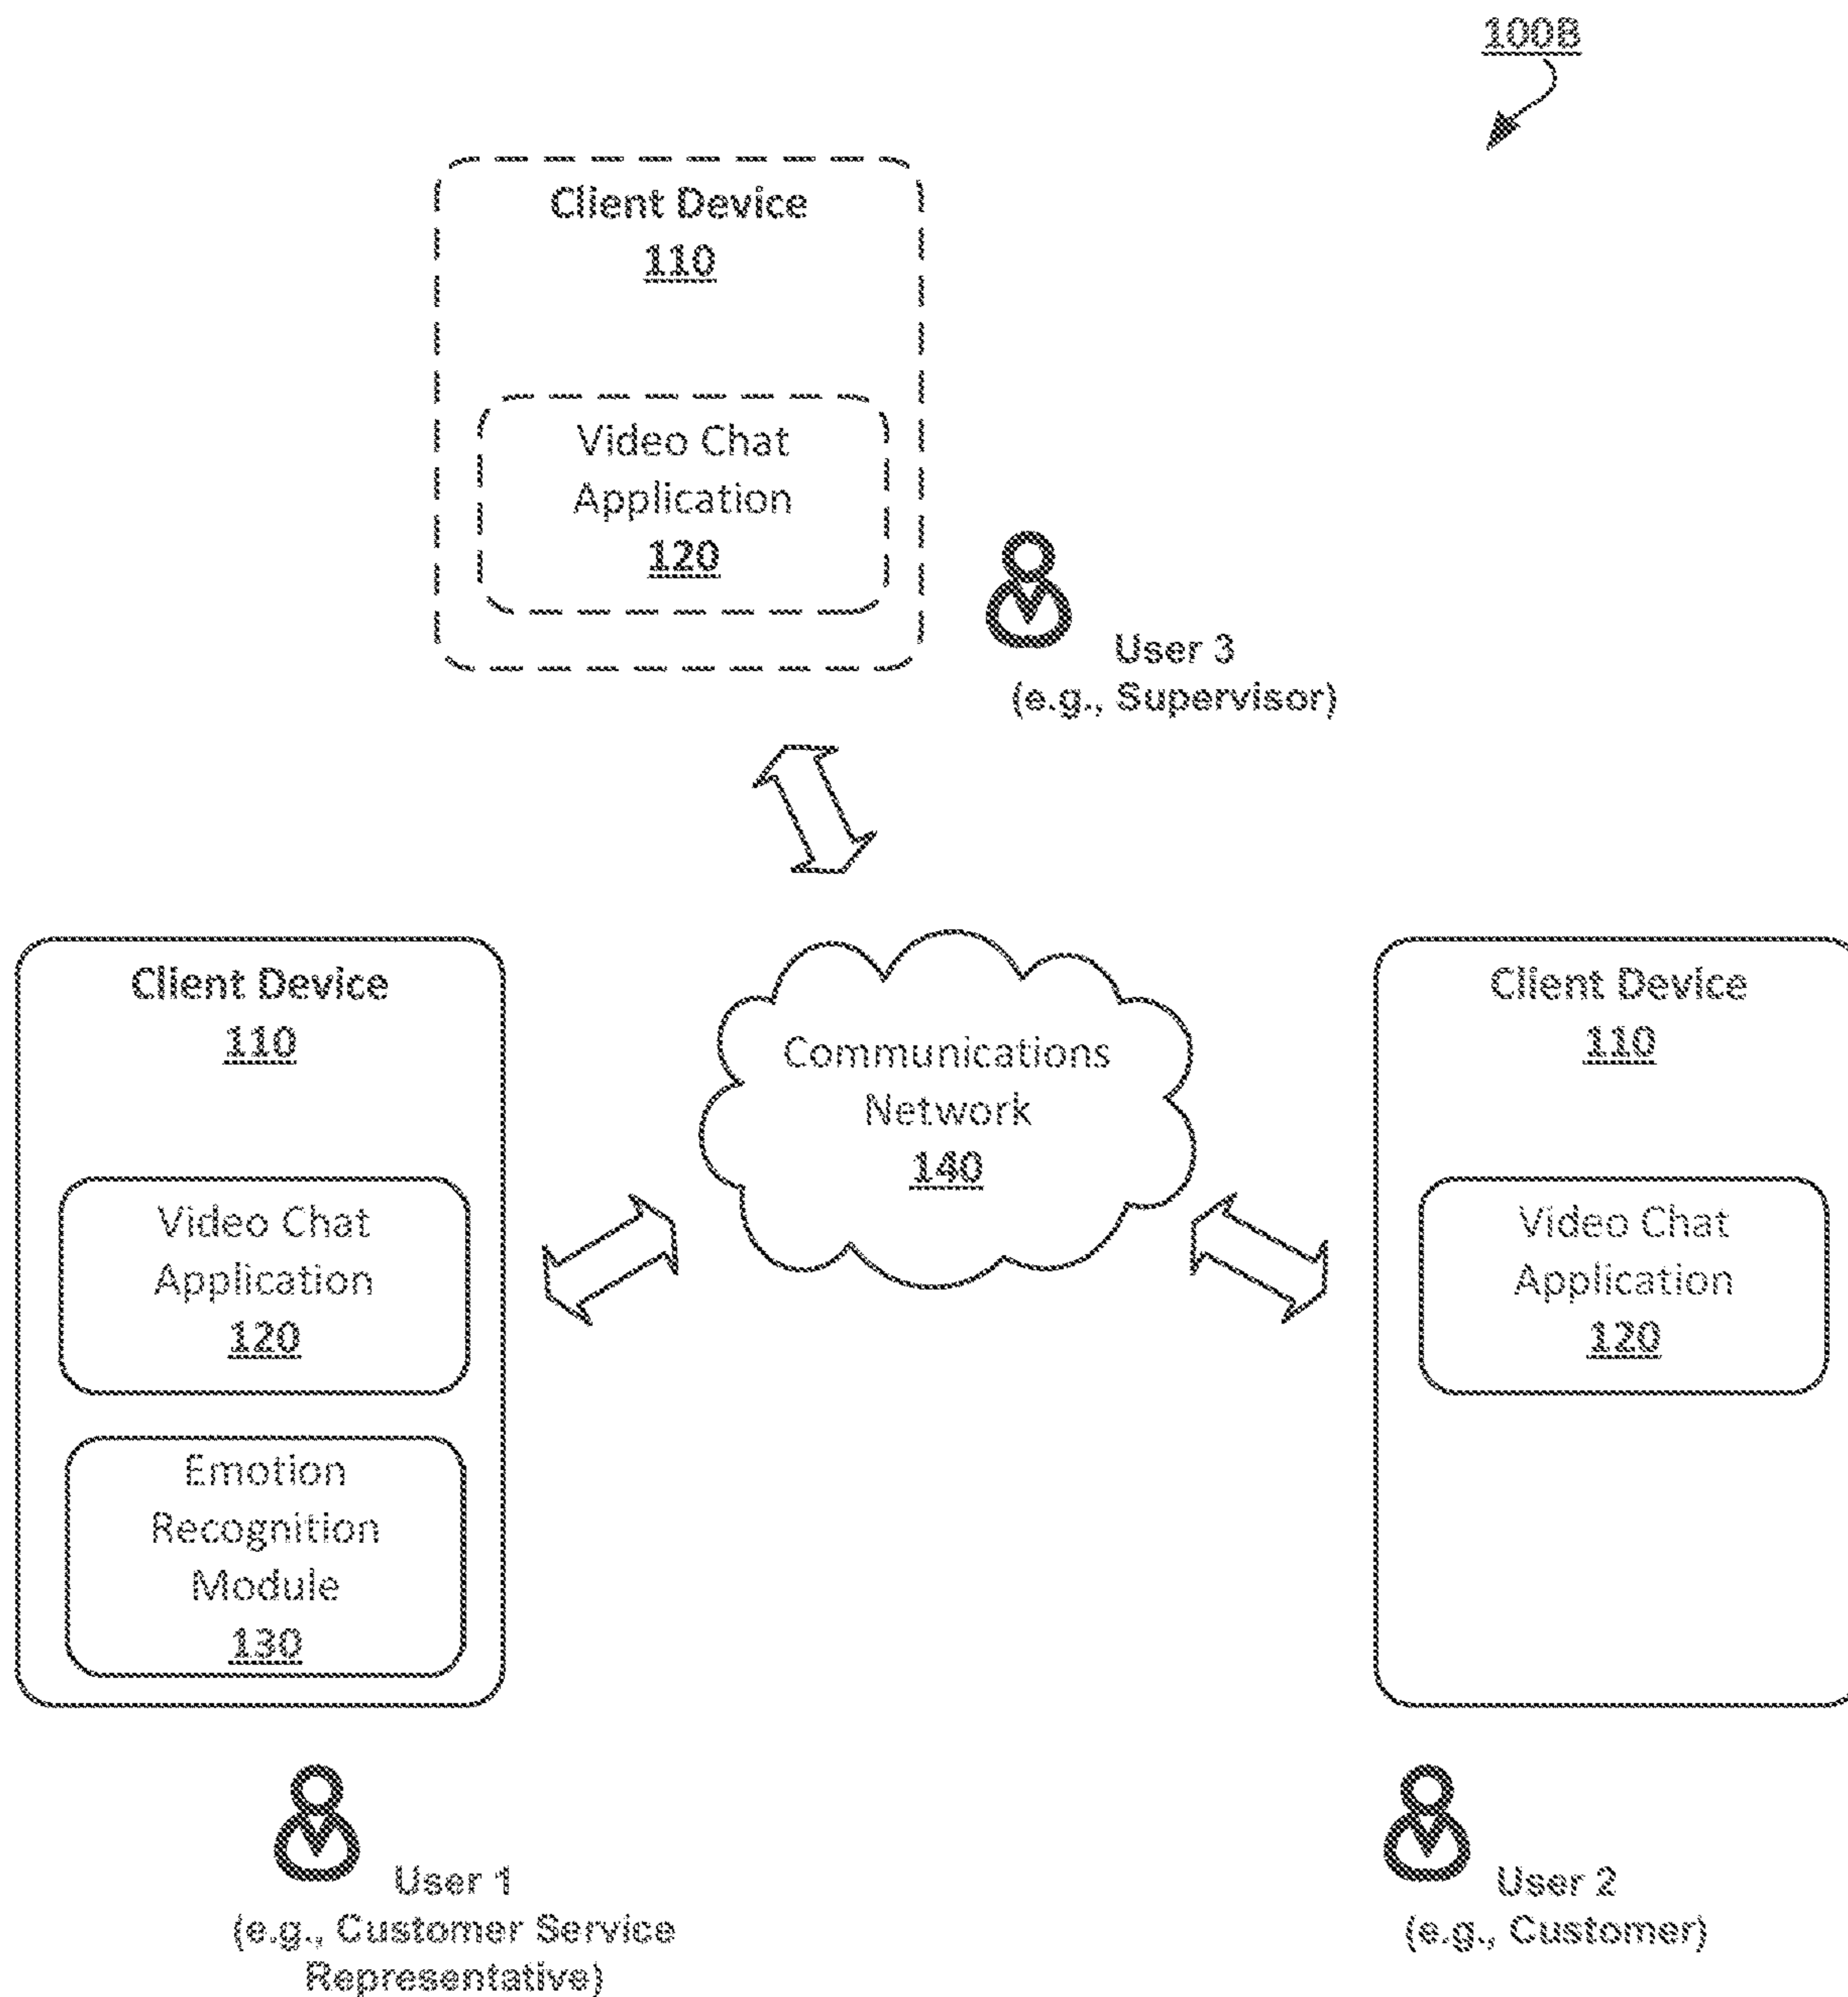 100B
Client Device
110
Video Chat
Application
120
User 3
(e.g., Supervisor)
Client Device
110
Video Chat
Application
120
Emotion
Recognition
Module
130
Communications
Network
140
Client Device
110
Video Chat
Application
120
User 1
(e.g., Customer Service
Representative)
User 2
(e.g., Customer)